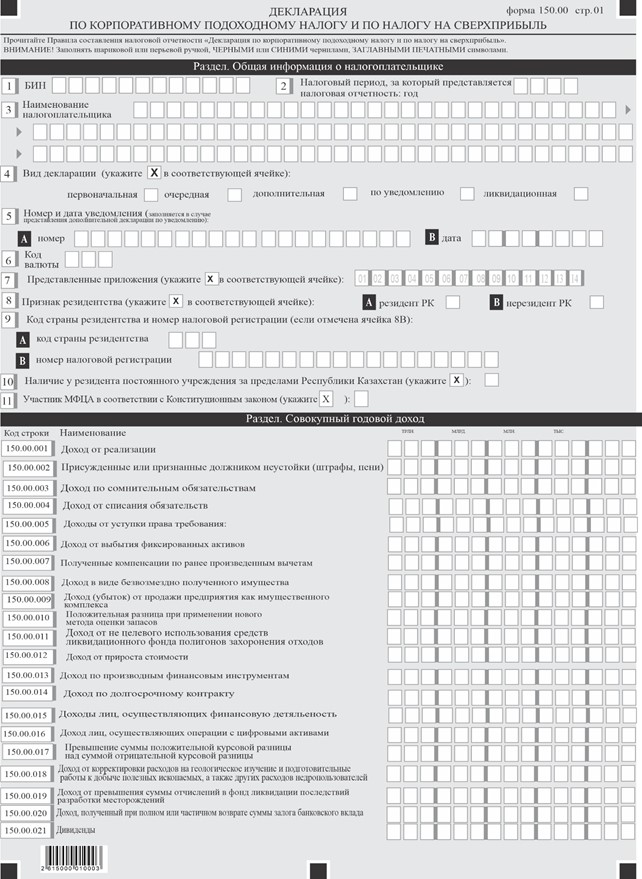 ДЕКЛАРАЦИЯ форма 150.00 стр.01
ПО КОРПОРАТИВНОМУ ПОДОХОДНОМУ НАЛОГУ И ПО НАЛОГУ НА СВЕРХПРИБЫЛЬ
Прочитайте Правила составления налоговой отчетности «Декларация по корпоративному подоходному налогу и по налогу на сверхприбыль».
ВНИМАНИЕ! Заполнять шариковой или перьевой ручкой, ЧЕРНЫМИ или СИНИМИ чернилами, ЗАГЛАВНЫМИ ПЕЧАТНЫМИ символами.
Раздел. Общая информация о налогоплательщике
1 БИН 2 Налоговый период, за который представляется
налоговая отчетность: год
3 Наименование
налогоплательщика
4 Вид декларации (укажите X в соответствующей ячейке):
первоначальная очередная дополнительная по уведомлению ликвидационная
5 Номер и дата уведомления (заполняется в случае
представления дополнительной декларации по уведомлению):
A номер B дата
6 Код
валюты
7 Представленные приложения (укажите X в соответствующей ячейке): 01 02 03 04 05 06 07 08 09 10 11 12 13 14
8 Признак резидентства (укажите X в соответствующей ячейке): A резидент РК B нерезидент РК
9 Код страны резидентства и номер налоговой регистрации (если отмечена ячейка 8В):
A код страны резидентства
B номер налоговой регистрации
10 Наличие у резидента постоянного учреждения за пределами Республики Казахстан (укажите X ):
11 Участник МФЦА в соответствии с Конституционным законом (укажите X ):
Раздел. Совокупный годовой доход
Код строки Наименование трлн млрд млн тыс
150.00.001 Доход от реализации
150.00.002 Присужденные или признанные должником неустойки (штрафы, пени)
150.00.003 Доход по сомнительным обязательствам
150.00.004 Доход от списания обязательств
150.00.005 Доходы от уступки права требования:
150.00.006 Доход от выбытия фиксированных активов
150.00.007 Полученные компенсации по ранее произведенным вычетам
150.00.008 Доход в виде безвозмездно полученного имущества
150.00.009 Доход (убыток) от продажи предприятия как имущественного
комплекса
150.00.010 Положительная разница при применении нового
метода оценки запасов
150.00.011 Доход от не целевого использования средств
ликвидационного фонда полигонов захоронения отходов
150.00.012 Доход от прироста стоимости
150.00.013 Доход по производным финансовым инструментам
150.00.014 Доход по долгосрочному контракту
150.00.015 Доходы лиц, осуществляющих финансовую детяльеность
150.00.016 Доход лиц, осуществляющих операции с цифровыми активами
150.00.017 Превышение суммы положительной курсовой разницы
над суммой отрицательной курсовой разницы
150.00.018 Доход от корректировки расходов на геологическое изучение и подготовительные
работы к добыче полезных ископаемых, а также других расходов недропользователей
150.00.019 Доход от превышения суммы отчислений в фонд ликвидации последствий
разработки месторождений
150.00.020 Доход, полученный при полном или частичном возврате суммы залога банковского вклада
150.00.021 Дивиденды
2615000010003